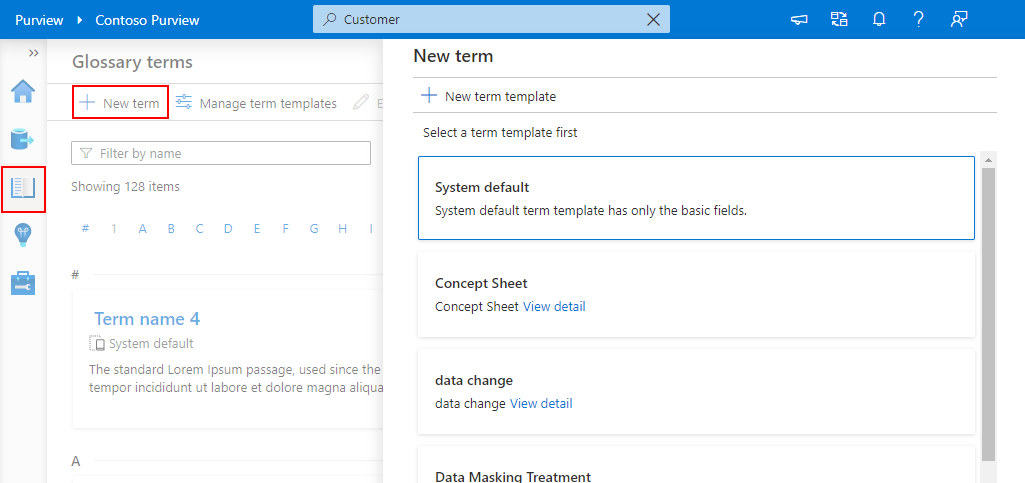 Purview Contoso Purview
Customer
Glossary terms
New term Manage term templates E
Filter by name
Showing 128 items
# 1 A B C D E F G H I
#
Term name 4
System default
The standard Lorem Ipsum passage, used since the
tempor incididunt ut labore et dolore magna aliqua
A
New term
New term template
Select a term template first
System default
System default term template has only the basic fields.
Concept Sheet
Concept Sheet View detail
data change
data change View detail
Data Masking Treatment